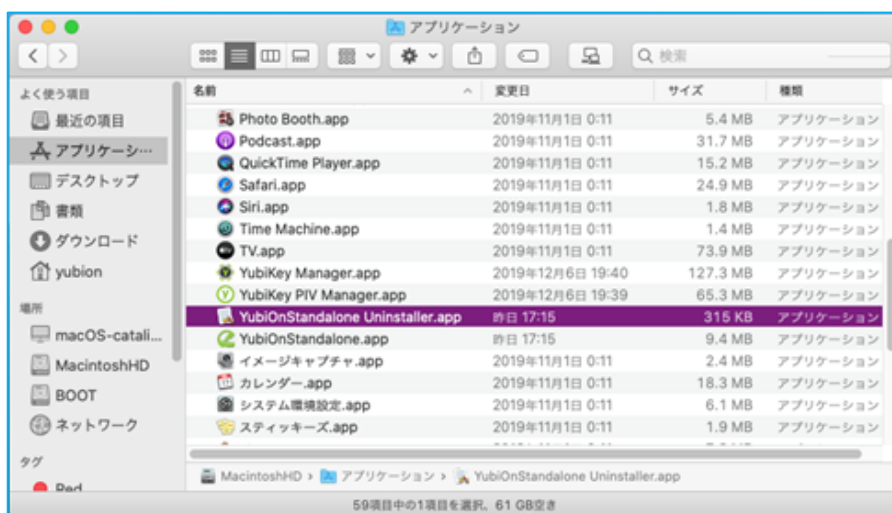 アプリケーション
検索
よく使う項目
最近の項目
アプリケーシ…
デスクトップ
書類
ダウンロード
yubion
場所
macOS-catali...
MacintoshHD
BOOT
ネットワーク
タグ
Red
名前 変更日 サイズ 種類
Photo Booth.app 2019年11月1日 0:11 5.4 MB アプリケーション
Podcast.app 2019年11月1日 0:11 31.7 MB アプリケーション
QuickTime Player.app 2019年11月1日 0:11 15.2 MB アプリケーション
Safari.app 2019年11月1日 0:11 24.9 MB アプリケーション
Siri.app 2019年11月1日 0:11 1.8 MB アプリケーション
Time Machine.app 2019年11月1日 0:11 1.4 MB アプリケーション
TV.app 2019年11月1日 0:11 73.9 MB アプリケーション
YubiKey Manager.app 2019年12月6日 19:40 127.3 MB アプリケーション
YubiKey PIV Manager.app 2019年12月6日 19:39 65.3 MB アプリケーション
YubiOnStandalone Uninstaller.app 昨日 17:15 315 KB アプリケーション
YubiOnStandalone.app 昨日 17:15 9.4 MB アプリケーション
イメージキャプチャ.app 2019年11月1日 0:11 2.4 MB アプリケーション
カレンダー.app 2019年11月1日 0:11 18.3 MB アプリケーション
システム環境設定.app 2019年11月1日 0:11 6.1 MB アプリケーション
スティッキーズ.app 2019年11月1日 0:11 1.9 MB アプリケーション
MacintoshHD › アプリケーション › YubiOnStandalone Uninstaller.app
59項目中の1項目を選択、61 GB空き